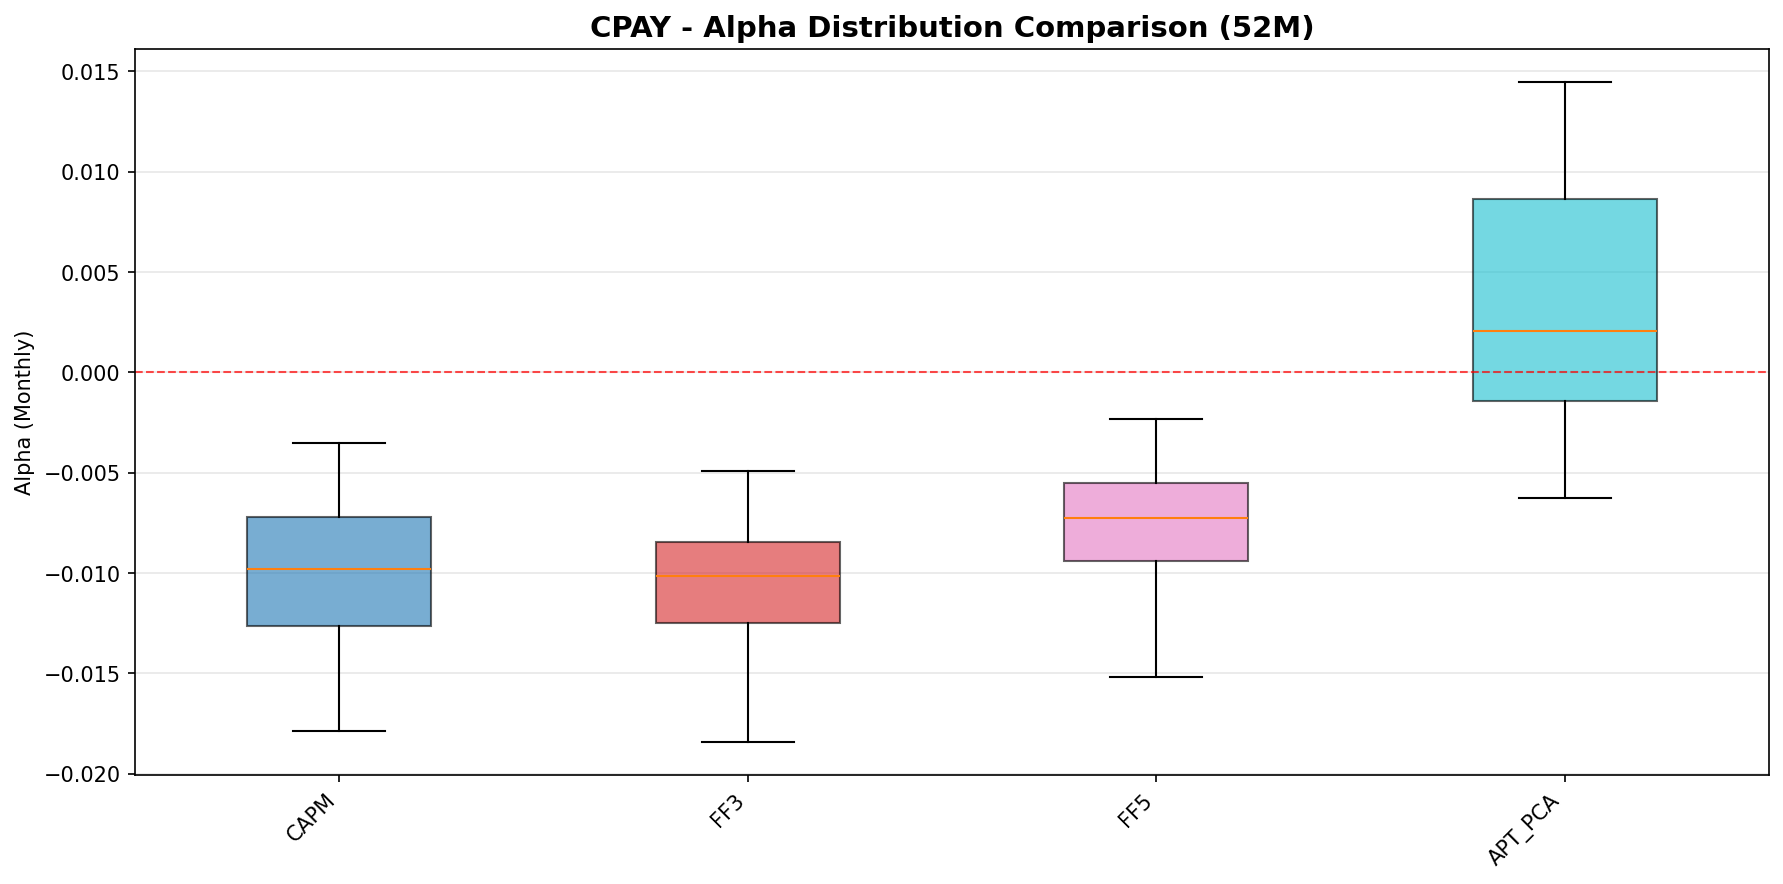 CPAY - Alpha Distribution Comparison (52M)
Alpha (Monthly)
0.015
0.010
0.005
0.000
−0.005
−0.010
−0.015
−0.020
CAPM
FF3
FF5
APT_PCA